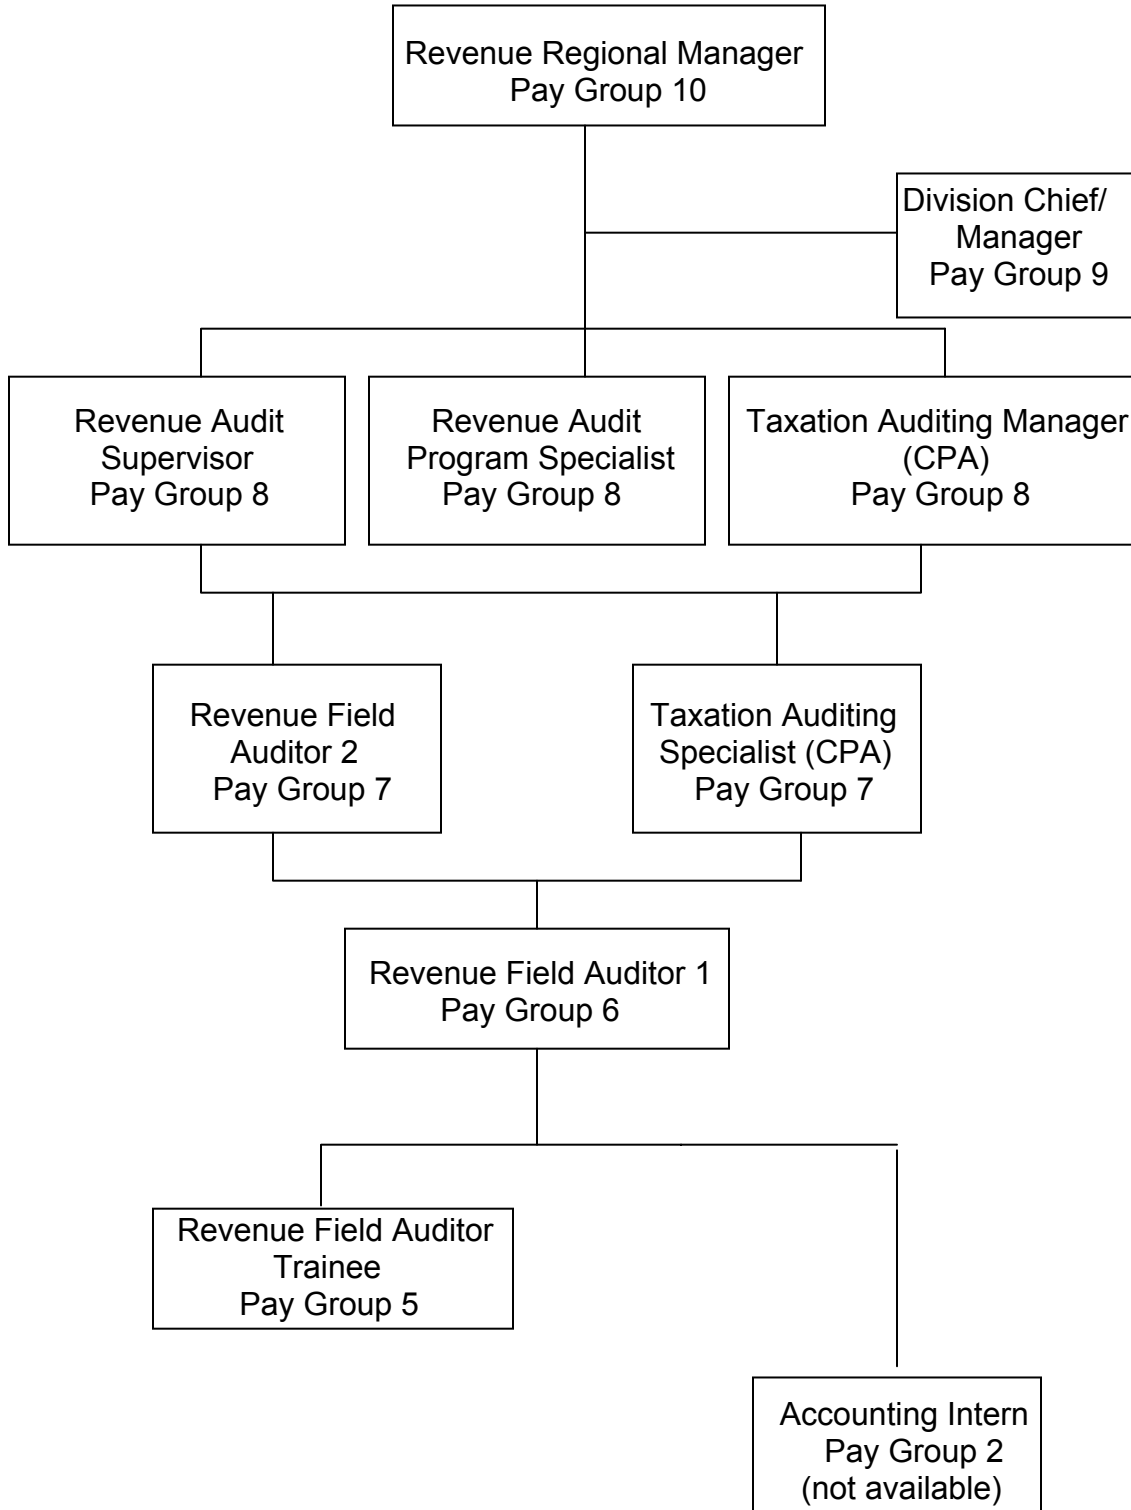 Revenue Regional Manager
Pay Group 10
Division Chief/
Manager
Pay Group 9
Revenue Audit
Supervisor
Pay Group 8
Revenue Audit
Program Specialist
Pay Group 8
Taxation Auditing Manager
(CPA)
Pay Group 8
Revenue Field
Auditor 2
Pay Group 7
Taxation Auditing
Specialist (CPA)
Pay Group 7
Revenue Field Auditor 1
Pay Group 6
Revenue Field Auditor
Trainee
Pay Group 5
Accounting Intern
Pay Group 2
(not available)